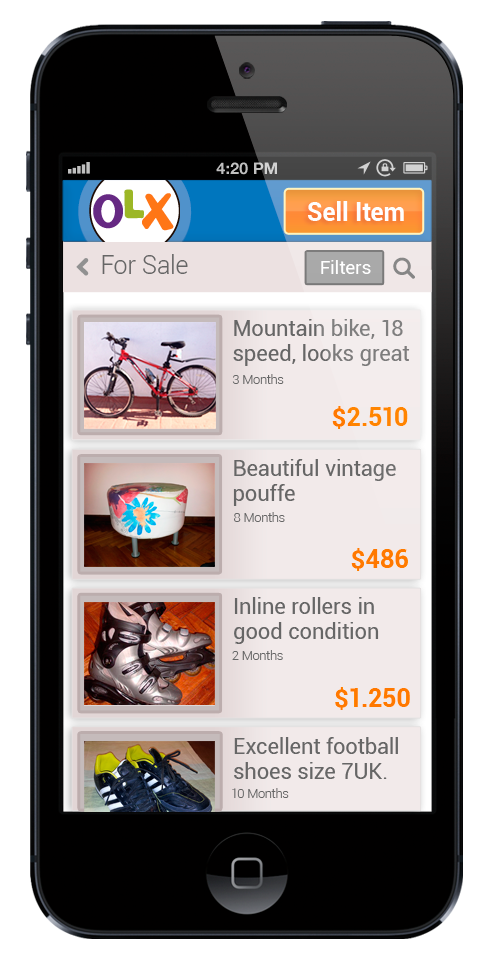 4:20 PM
OLX
Sell Item
For Sale
Filters
Mountain bike, 18
speed, looks great
3 Months
$2.510
Beautiful vintage
pouffe
8 Months
$486
Inline rollers in
good condition
2 Months
$1.250
Excellent football
shoes size 7UK.
10 Months